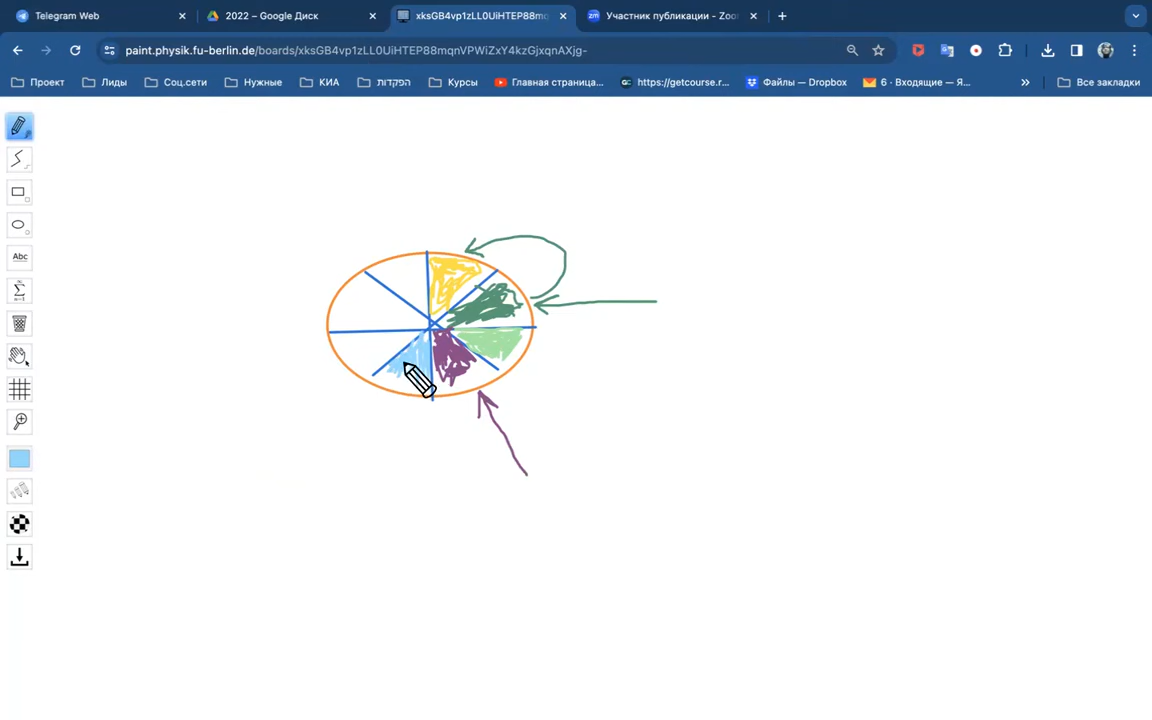 Telegram Web
2022 – Google Диск
xksGB4vp1zLL0UiHTEP88mq
Участник публикации - Zoo
paint.physik.fu-berlin.de/boards/xksGB4vp1zLL0UiHTEP88mqnVPWiZxY4kzGjxqnAXjg-
Проект
Лиды
Соц.сети
Нужные
КИА
הפקדות
Курсы
Главная страница...
https://getcourse.r...
Файлы — Dropbox
6 · Входящие — Я...
»
Все закладки
Abc